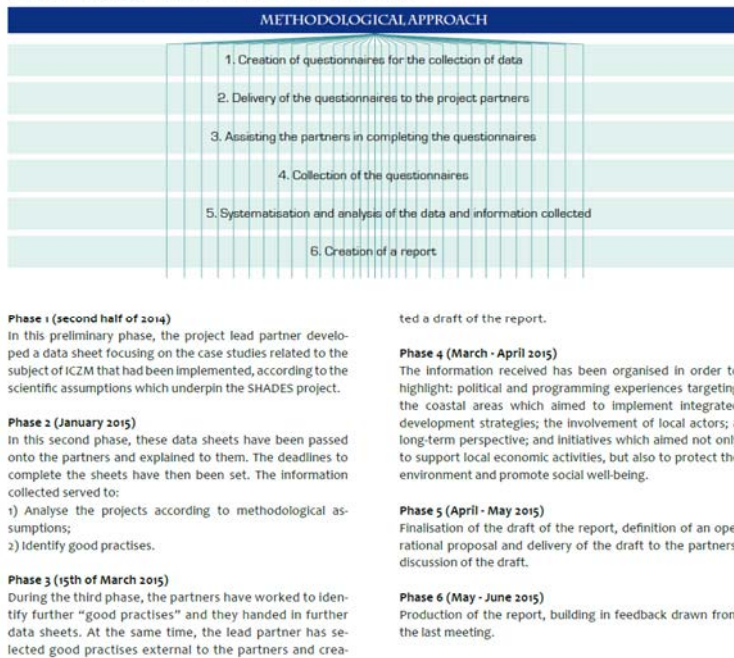 METHODOLOGICAL APPROACH
1. Creation of questionnaires for the collection of data
2. Delivery of the questionnaires to the project partners
3. Assisting the partners in completing the questionnaires
4. Collection of the questionnaires
5. Systematisation and analysis of the data and information collected
6. Creation of a report
Phase 1 (second half of 2014)
In this preliminary phase, the project lead partner develo-
ped a data sheet focusing on the case studies related to the
subject of ICZM that had been implemented, according to the
scientific assumptions which underpin the SHADES project.
Phase 2 (January 2015)
In this second phase, these data sheets have been passed
onto the partners and explained to them. The deadlines to
complete the sheets have then been set. The information
collected served to:
1) Analyse the projects according to methodological as-
sumptions;
2) Identify good practises.
Phase 3 (15th of March 2015)
During the third phase, the partners have worked to iden-
tify further "good practises" and they handed in further
data sheets. At the same time, the lead partner has se-
lected good practises external to the partners and crea-
ted a draft of the report.
Phase 4 (March - April 2015)
The information received has been organised in order to
highlight: political and programming experiences targeting
the coastal areas which aimed to implement integrated
development strategies; the involvement of local actors;
long-term perspective; and initiatives which aimed not only
to support local economic activities, but also to protect the
environment and promote social well-being.
Phase 5 (April - May 2015)
Finalisation of the draft of the report, definition of an ope
rational proposal and delivery of the draft to the partners
discussion of the draft.
Phase 6 (May - June 2015)
Production of the report, building in feedback drawn from
the last meeting.